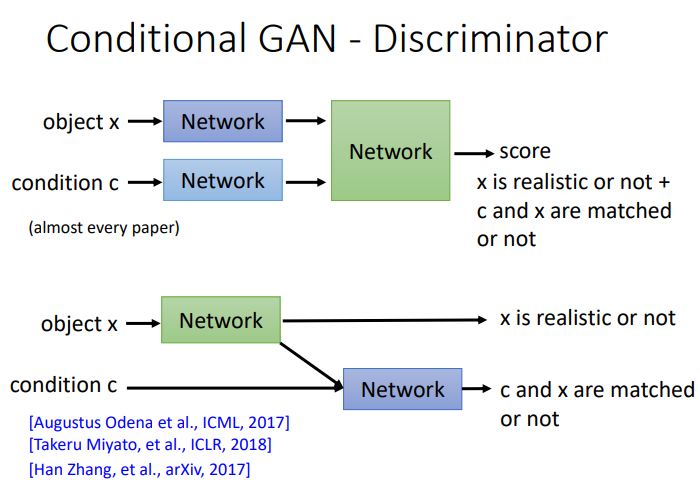 Conditional GAN - Discriminator
object x
Network
condition c
Network
(almost every paper)
Network
score
x is realistic or not +
c and x are matched
or not
object x
Network
x is realistic or not
condition c
Network
c and x are matched
or not
[Augustus Odena et al., ICML, 2017]
[Takeru Miyato, et al., ICLR, 2018]
[Han Zhang, et al., arXiv, 2017]